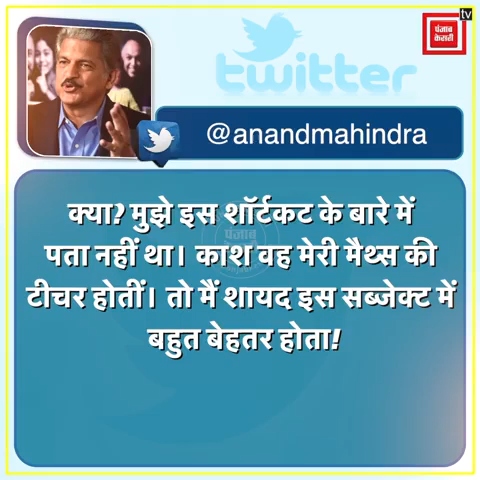 twitter
पंजाब
केसरी
tv
@anandmahindra
क्या? मुझे इस शॉर्टकट के बारे में
पता नहीं था। काश वह मेरी मैथ्स की
टीचर होतीं। तो मैं शायद इस सब्जेक्ट में
बहुत बेहतर होता!